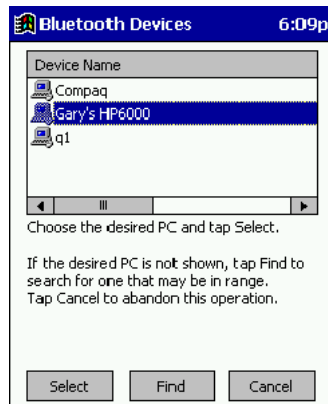 Bluetooth Devices 6:09p
Device Name
Compaq
Gary's HP6000
q1
Choose the desired PC and tap Select.
If the desired PC is not shown, tap Find to
search for one that may be in range.
Tap Cancel to abandon this operation.
Select Find Cancel